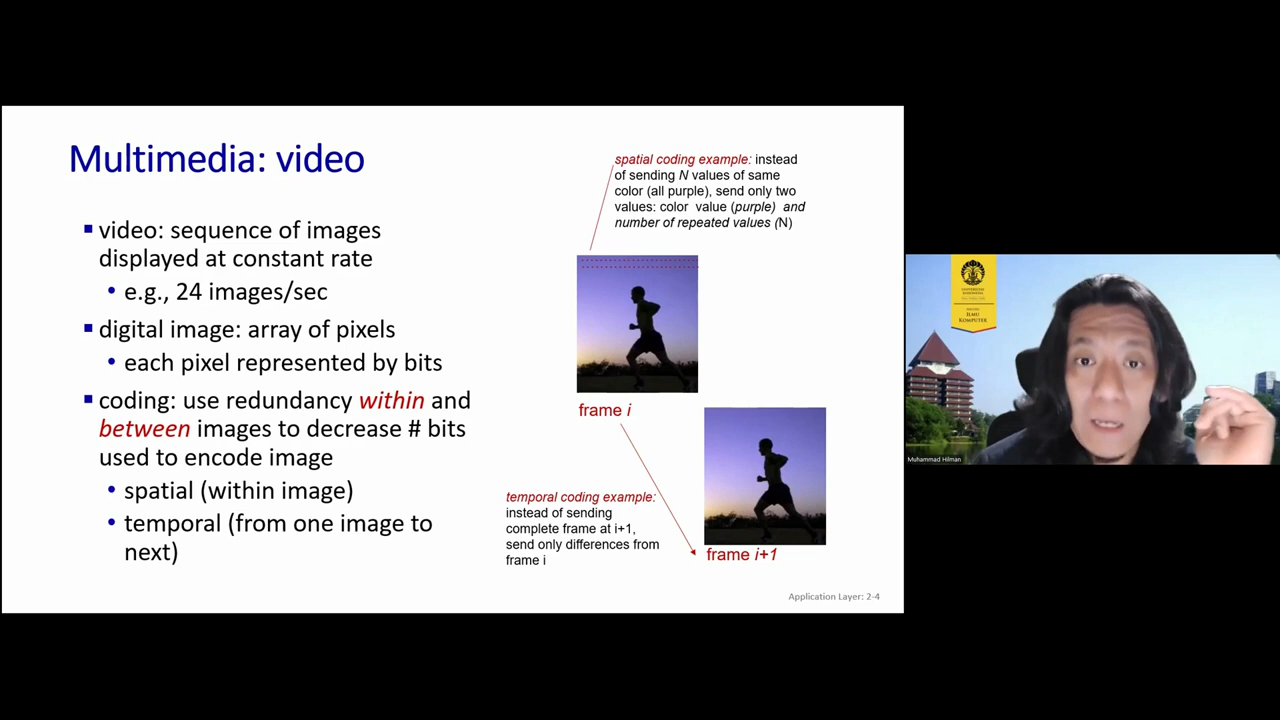 Multimedia: video
▪ video: sequence of images
displayed at constant rate
• e.g., 24 images/sec
▪ digital image: array of pixels
• each pixel represented by bits
▪ coding: use redundancy within and
between images to decrease # bits
used to encode image
• spatial (within image)
• temporal (from one image to
next)
spatial coding example: instead
of sending N values of same
color (all purple), send only two
values: color value (purple) and
number of repeated values (N)
frame i
temporal coding example:
instead of sending
complete frame at i+1,
send only differences from
frame i
frame i+1
Application Layer: 2-4
UNIVERSITAS
INDONESIA
ILMU
KOMPUTER
Muhammad Hilman